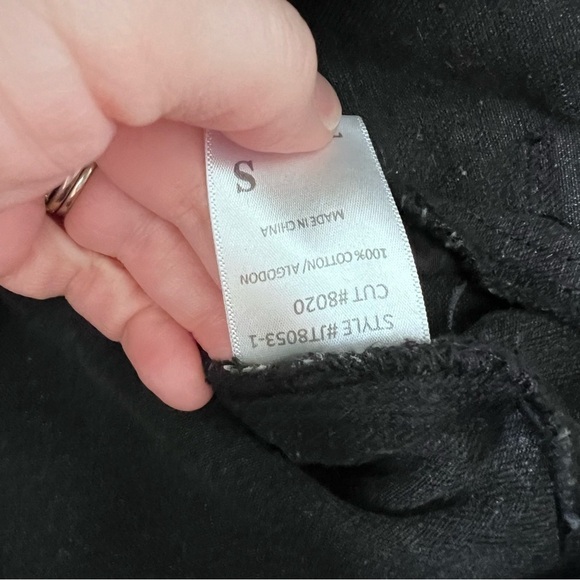 STYLE #JT8053-1
CUT#8020
100% COTTON/ALGODON
MADE IN CHINA
S